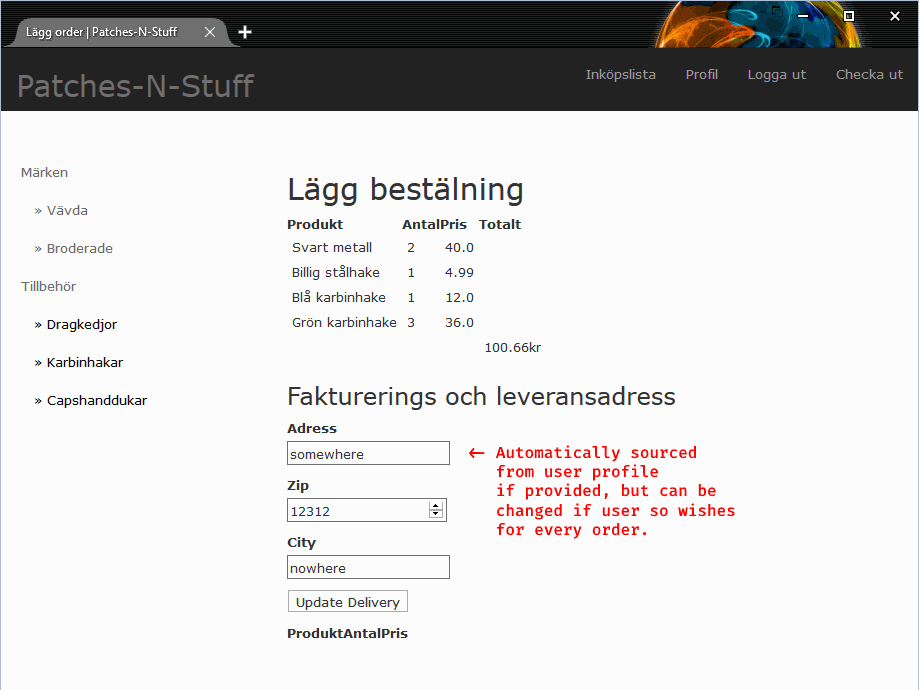 Lägg order | Patches-N-Stuff
Patches-N-Stuff
Inköpslista Profil Logga ut Checka ut
Märken
» Vävda
» Broderade
Tillbehör
» Dragkedjor
» Karbinhakar
» Capshanddukar
Lägg bestälning
Produkt AntalPris Totalt
Svart metall 2 40.0
Billig stålhake 1 4.99
Blå karbinhake 1 12.0
Grön karbinhake 3 36.0
100.66kr
Fakturerings och leveransadress
Adress
somewhere
← Automatically sourced
from user profile
if provided, but can be
changed if user so wishes
for every order.
Zip
12312
City
nowhere
Update Delivery
ProduktAntalPris